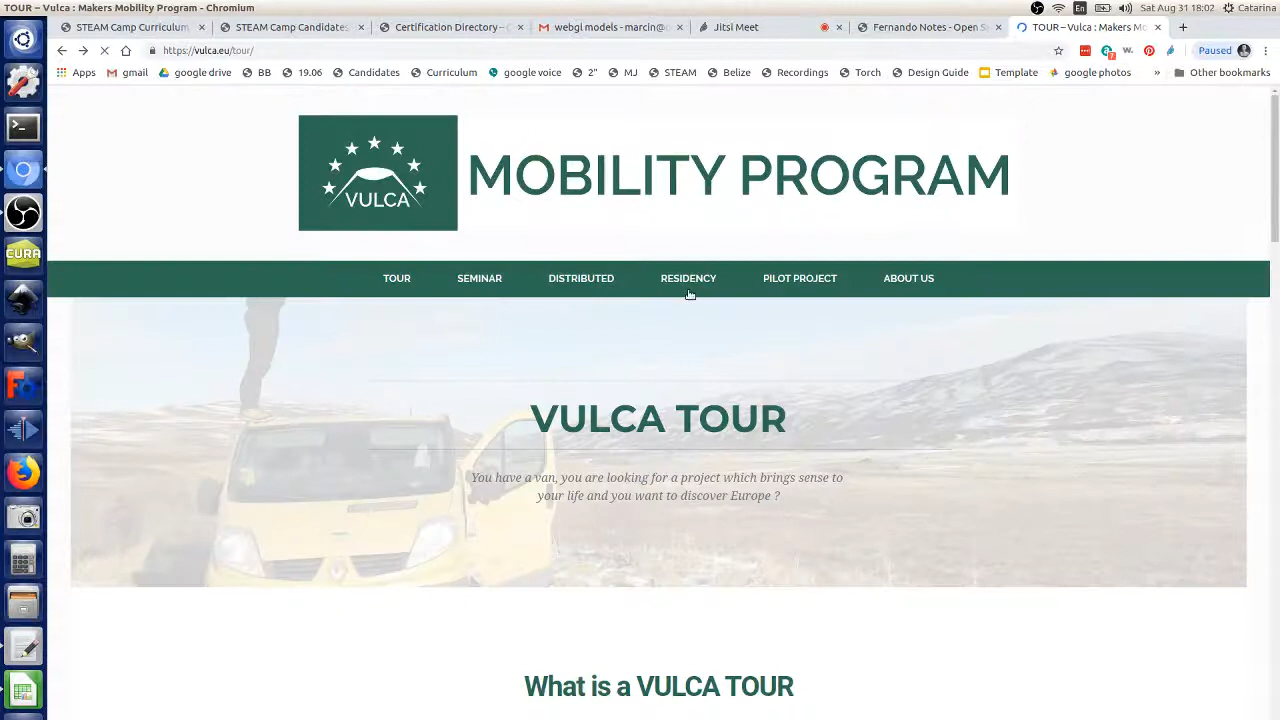 TOUR – Vulca : Makers Mobility Program - Chromium
En
Sat Aug 31 18:02
Catarina
STEAM Camp Curriculum
STEAM Camp Candidates
Certification Directory – G
webgl models - marcin@o
Jitsi Meet
Fernando Notes - Open S
TOUR – Vulca : Makers Mo
https://vulca.eu/tour/
7
W.
Paused
Apps
gmail
google drive
BB
19.06
Candidates
Curriculum
google voice
2"
MJ
STEAM
Belize
Recordings
Torch
Design Guide
Template
google photos
»
Other bookmarks
VULCA
MOBILITY PROGRAM
TOUR
SEMINAR
DISTRIBUTED
RESIDENCY
PILOT PROJECT
ABOUT US
VULCA TOUR
You have a van, you are looking for a project which brings sense to
your life and you want to discover Europe ?
What is a VULCA TOUR
CURA